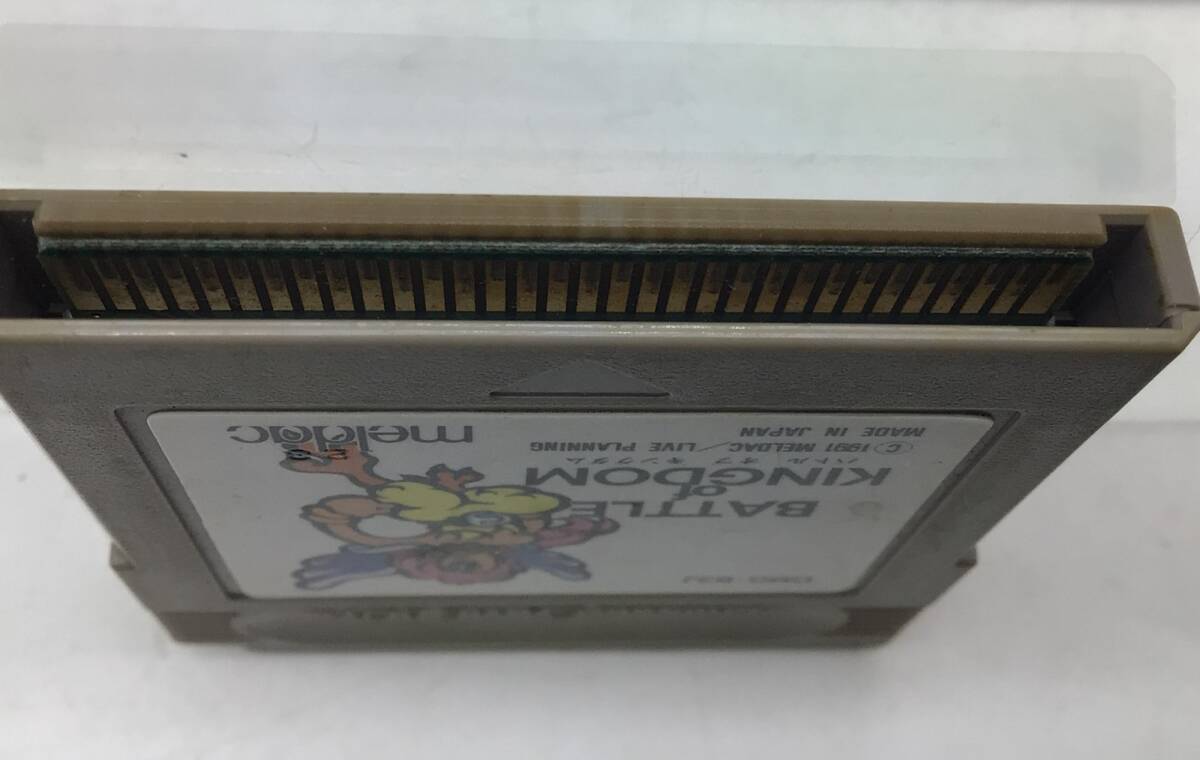 BATTLE
of
KINGDOM
バトル オブ キングダム
©1991 MELDAC/LIVE PLANNING
MADE IN JAPAN
meldac